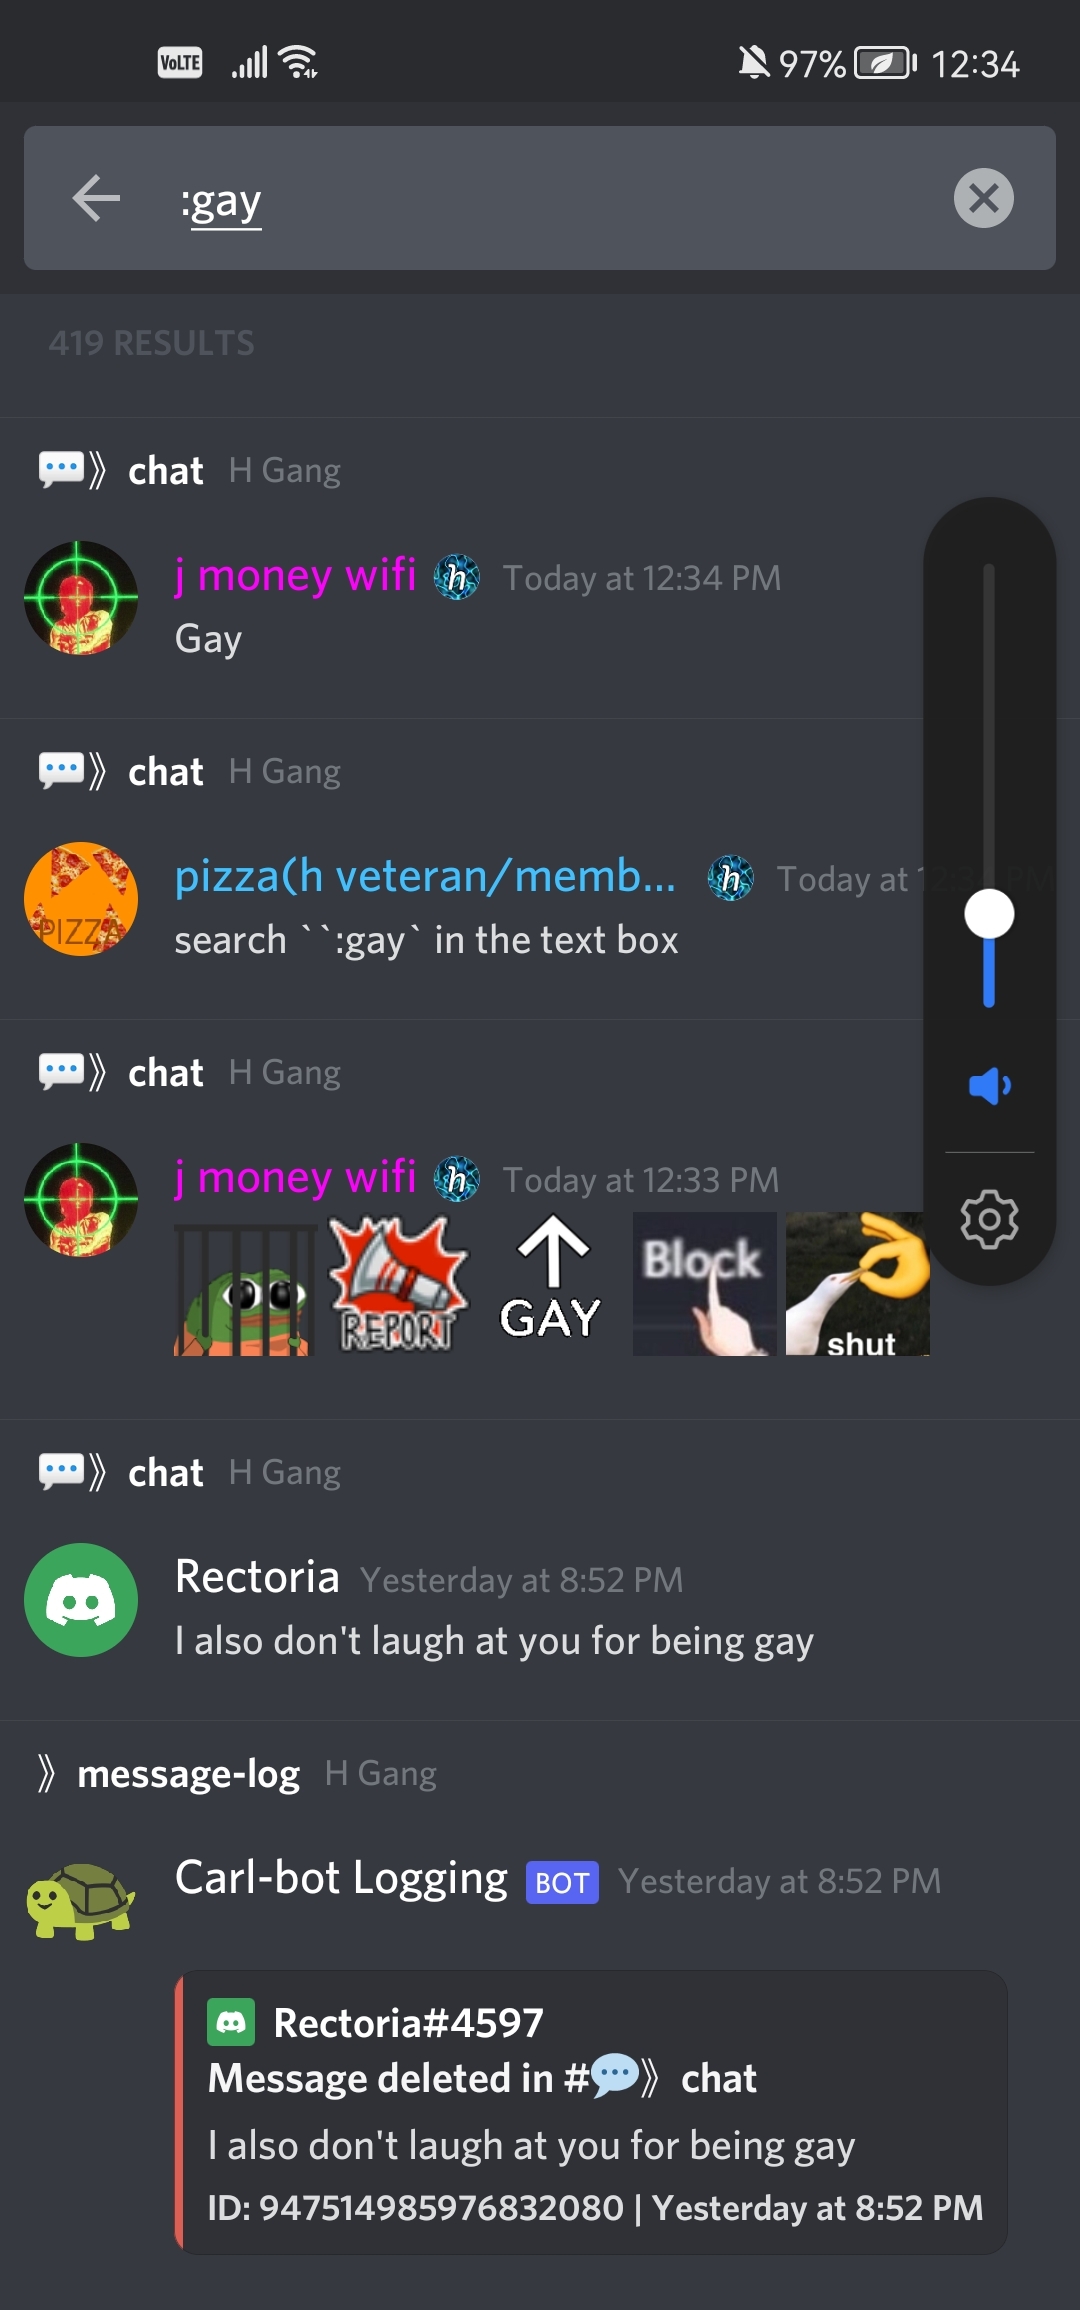 VoLTE 97% 12:34
:gay
419 RESULTS
💬》 chat H Gang
j money wifi h Today at 12:34 PM
Gay
💬》 chat H Gang
pizza(h veteran/memb... h Today at 12:34 PM
PIZZA
search ``:gay` in the text box
💬》 chat H Gang
j money wifi h Today at 12:33 PM
REPORT GAY Block shut
💬》 chat H Gang
Rectoria Yesterday at 8:52 PM
I also don't laugh at you for being gay
》 message-log H Gang
Carl-bot Logging BOT Yesterday at 8:52 PM
Rectoria#4597
Message deleted in #💬》 chat
I also don't laugh at you for being gay
ID: 947514985976832080 | Yesterday at 8:52 PM